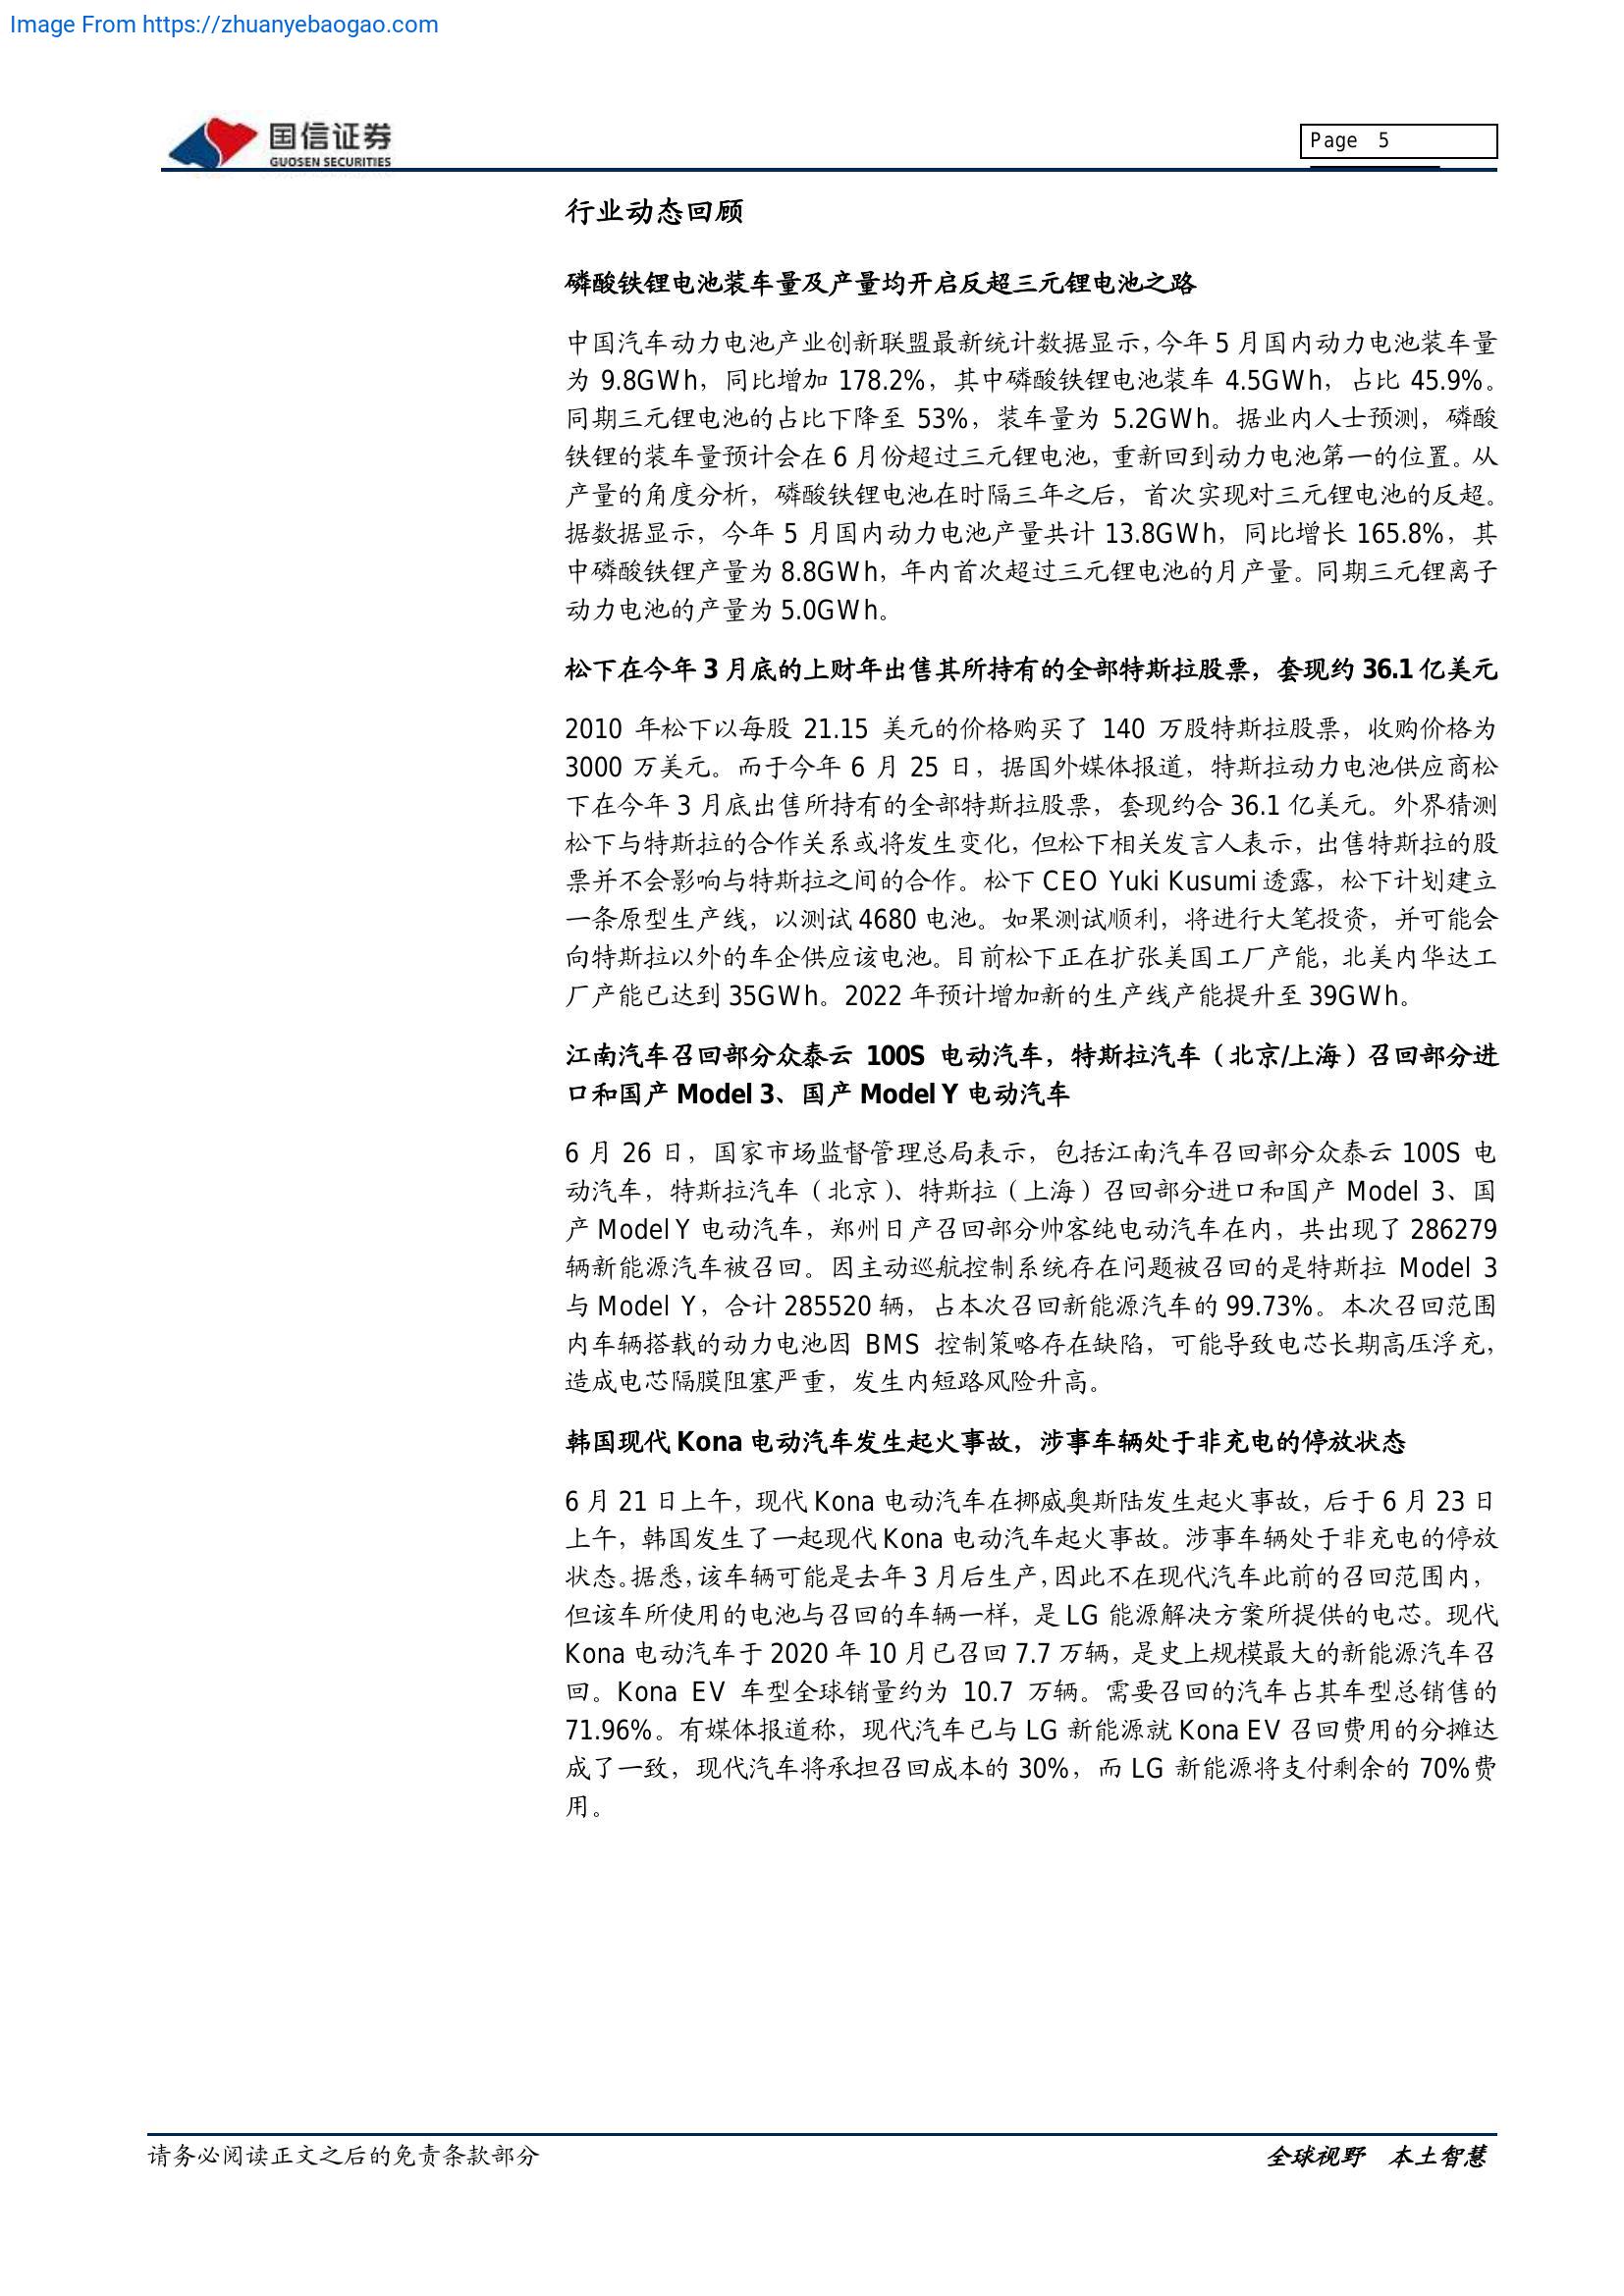 Image From https://zhuanyebaogao.com
国信证券
GUOSEN SECURITIES
Page 5
行业动态回顾
磷酸铁锂电池装车量及产量均开启反超三元锂电池之路
中国汽车动力电池产业创新联盟最新统计数据显示，今年 5 月国内动力电池装车量
为 9.8GWh，同比增加 178.2%，其中磷酸铁锂电池装车 4.5GWh，占比 45.9%。
同期三元锂电池的占比下降至 53%，装车量为 5.2GWh。据业内人士预测，磷酸
铁锂的装车量预计会在 6 月份超过三元锂电池，重新回到动力电池第一的位置。从
产量的角度分析，磷酸铁锂电池在时隔三年之后，首次实现对三元锂电池的反超。
据数据显示，今年 5 月国内动力电池产量共计 13.8GWh，同比增长 165.8%，其
中磷酸铁锂产量为 8.8GWh，年内首次超过三元锂电池的月产量。同期三元锂离子
动力电池的产量为 5.0GWh。
松下在今年 3 月底的上财年出售其所持有的全部特斯拉股票，套现约 36.1 亿美元
2010 年松下以每股 21.15 美元的价格购买了 140 万股特斯拉股票，收购价格为
3000 万美元。而于今年 6 月 25 日，据国外媒体报道，特斯拉动力电池供应商松
下在今年 3 月底出售所持有的全部特斯拉股票，套现约合 36.1 亿美元。外界猜测
松下与特斯拉的合作关系或将发生变化，但松下相关发言人表示，出售特斯拉的股
票并不会影响与特斯拉之间的合作。松下 CEO Yuki Kusumi 透露，松下计划建立
一条原型生产线，以测试 4680 电池。如果测试顺利，将进行大笔投资，并可能会
向特斯拉以外的车企供应该电池。目前松下正在扩张美国工厂产能，北美内华达工
厂产能已达到 35GWh。2022 年预计增加新的生产线产能提升至 39GWh。
江南汽车召回部分众泰云 100S 电动汽车，特斯拉汽车（北京/上海）召回部分进
口和国产 Model 3、国产 Model Y 电动汽车
6 月 26 日，国家市场监督管理总局表示，包括江南汽车召回部分众泰云 100S 电
动汽车，特斯拉汽车（北京）、特斯拉（上海）召回部分进口和国产 Model 3、国
产 Model Y 电动汽车，郑州日产召回部分帅客纯电动汽车在内，共出现了 286279
辆新能源汽车被召回。因主动巡航控制系统存在问题被召回的是特斯拉 Model 3
与 Model Y，合计 285520 辆，占本次召回新能源汽车的 99.73%。本次召回范围
内车辆搭载的动力电池因 BMS 控制策略存在缺陷，可能导致电芯长期高压浮充，
造成电芯隔膜阻塞严重，发生内短路风险升高。
韩国现代 Kona 电动汽车发生起火事故，涉事车辆处于非充电的停放状态
6 月 21 日上午，现代 Kona 电动汽车在挪威奥斯陆发生起火事故，后于 6 月 23 日
上午，韩国发生了一起现代 Kona 电动汽车起火事故。涉事车辆处于非充电的停放
状态。据悉，该车辆可能是去年 3 月后生产，因此不在现代汽车此前的召回范围内，
但该车所使用的电池与召回的车辆一样，是 LG 能源解决方案所提供的电芯。现代
Kona 电动汽车于 2020 年 10 月已召回 7.7 万辆，是史上规模最大的新能源汽车召
回。Kona EV 车型全球销量约为 10.7 万辆。需要召回的汽车占其车型总销售的
71.96%。有媒体报道称，现代汽车已与 LG 新能源就 Kona EV 召回费用的分摊达
成了一致，现代汽车将承担召回成本的 30%，而 LG 新能源将支付剩余的 70%费
用。
请务必阅读正文之后的免责条款部分
全球视野 本土智慧